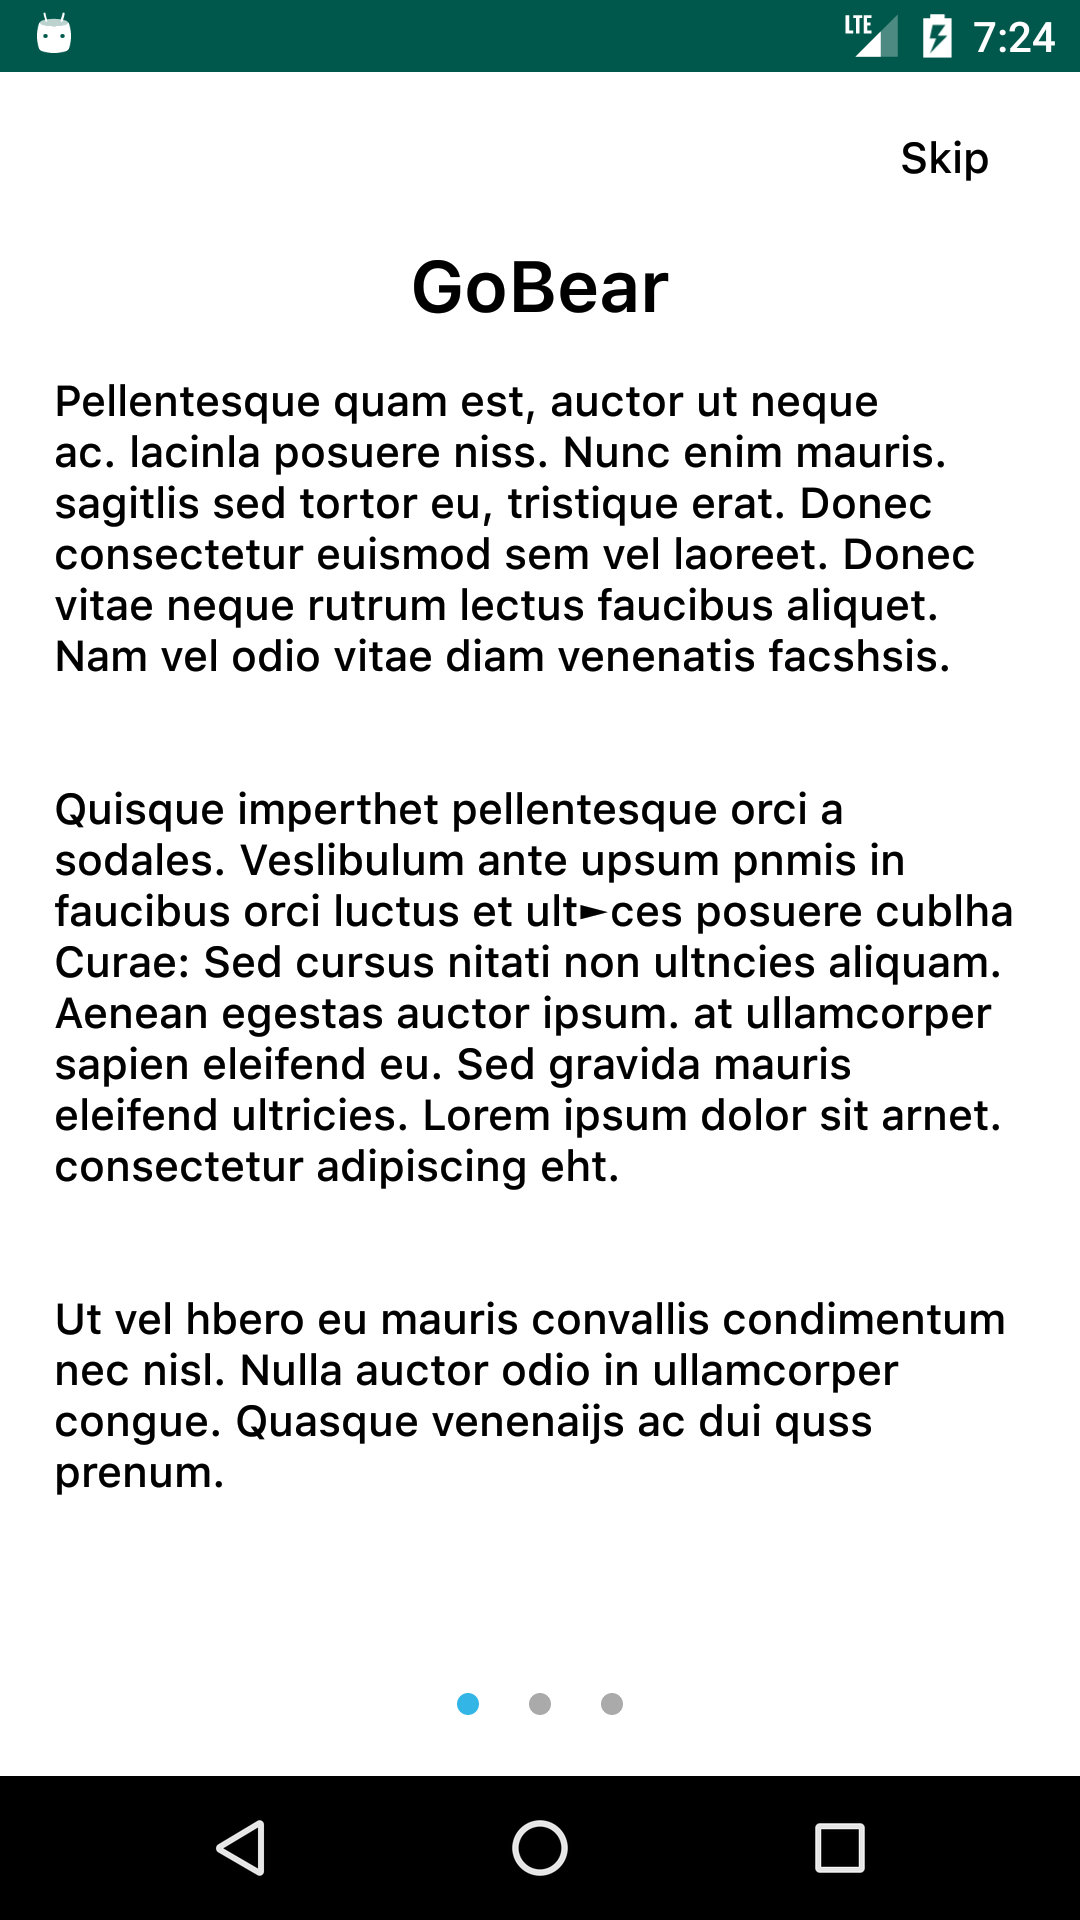 LTE 7:24
Skip
GoBear
Pellentesque quam est, auctor ut neque
ac. lacinla posuere niss. Nunc enim mauris.
sagitlis sed tortor eu, tristique erat. Donec
consectetur euismod sem vel laoreet. Donec
vitae neque rutrum lectus faucibus aliquet.
Nam vel odio vitae diam venenatis facshsis.
Quisque imperthet pellentesque orci a
sodales. Veslibulum ante upsum pnmis in
faucibus orci luctus et ult►ces posuere cublha
Curae: Sed cursus nitati non ultncies aliquam.
Aenean egestas auctor ipsum. at ullamcorper
sapien eleifend eu. Sed gravida mauris
eleifend ultricies. Lorem ipsum dolor sit arnet.
consectetur adipiscing eht.
Ut vel hbero eu mauris convallis condimentum
nec nisl. Nulla auctor odio in ullamcorper
congue. Quasque venenaijs ac dui quss
prenum.